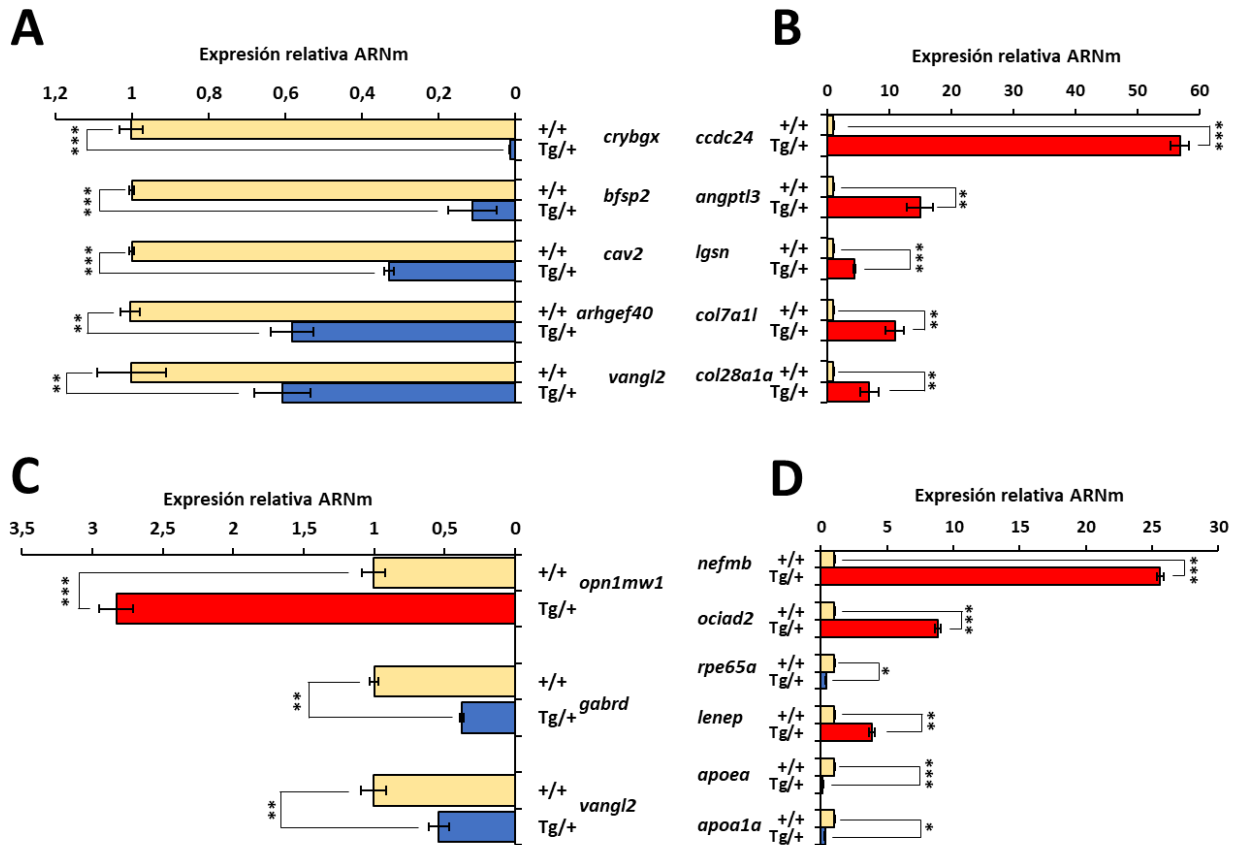 A
Expresión relativa ARNm
1,2 1 0,8 0,6 0,4 0,2 0
*** +/+ Tg/+ crybgx
*** +/+ Tg/+ bfsp2
*** +/+ Tg/+ cav2
** +/+ Tg/+ arhgef40
** +/+ Tg/+ vangl2
B
Expresión relativa ARNm
0 10 20 30 40 50 60
ccdc24 +/+ Tg/+ ***
angptl3 +/+ Tg/+ **
lgsn +/+ Tg/+ ***
col7a1l +/+ Tg/+ **
col28a1a +/+ Tg/+ **
C
Expresión relativa ARNm
3,5 3 2,5 2 1,5 1 0,5 0
*** +/+ Tg/+ opn1mw1
** +/+ Tg/+ gabrd
** +/+ Tg/+ vangl2
D
Expresión relativa ARNm
0 5 10 15 20 25 30
nefmb +/+ Tg/+ ***
ociad2 +/+ Tg/+ ***
rpe65a +/+ Tg/+ *
lenep +/+ Tg/+ **
apoea +/+ Tg/+ ***
apoa1a +/+ Tg/+ *